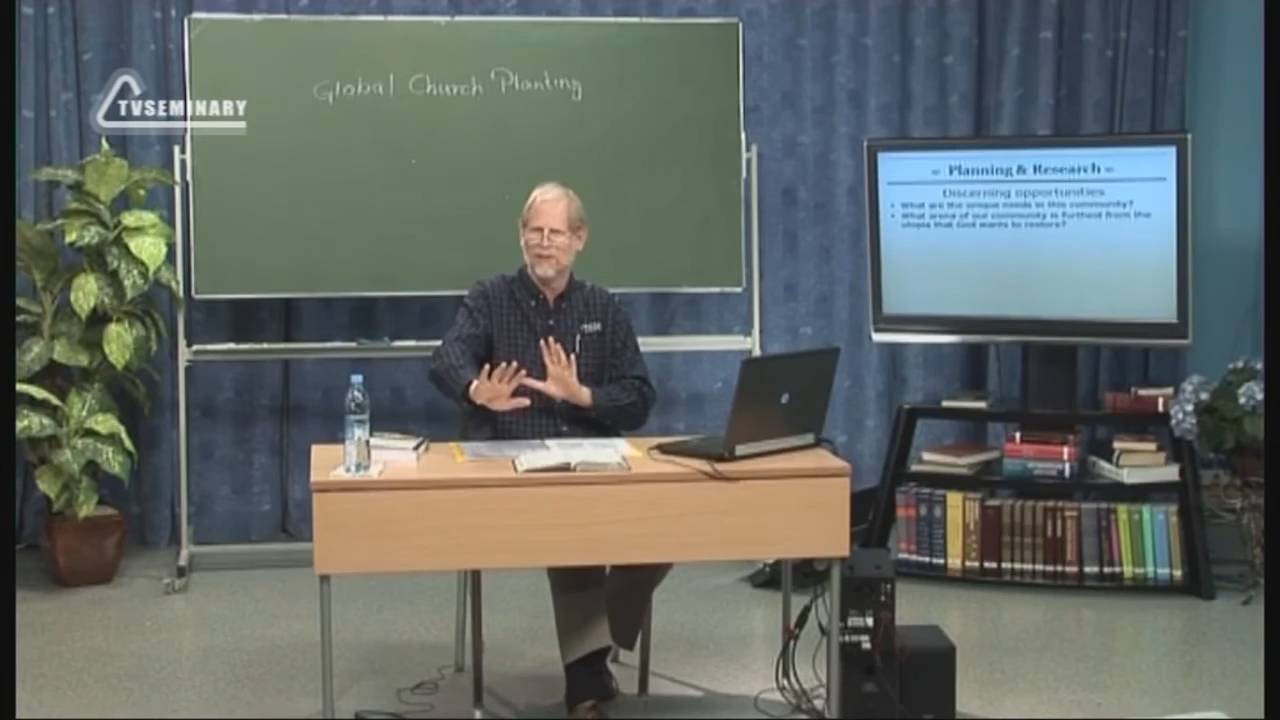 TVSEMINARY
Global Church Planting
Planning & Research
Discerning opportunities
• What are the unique needs in this community?
• What arena of our community is furthest from the
utopia that God wants to restore?